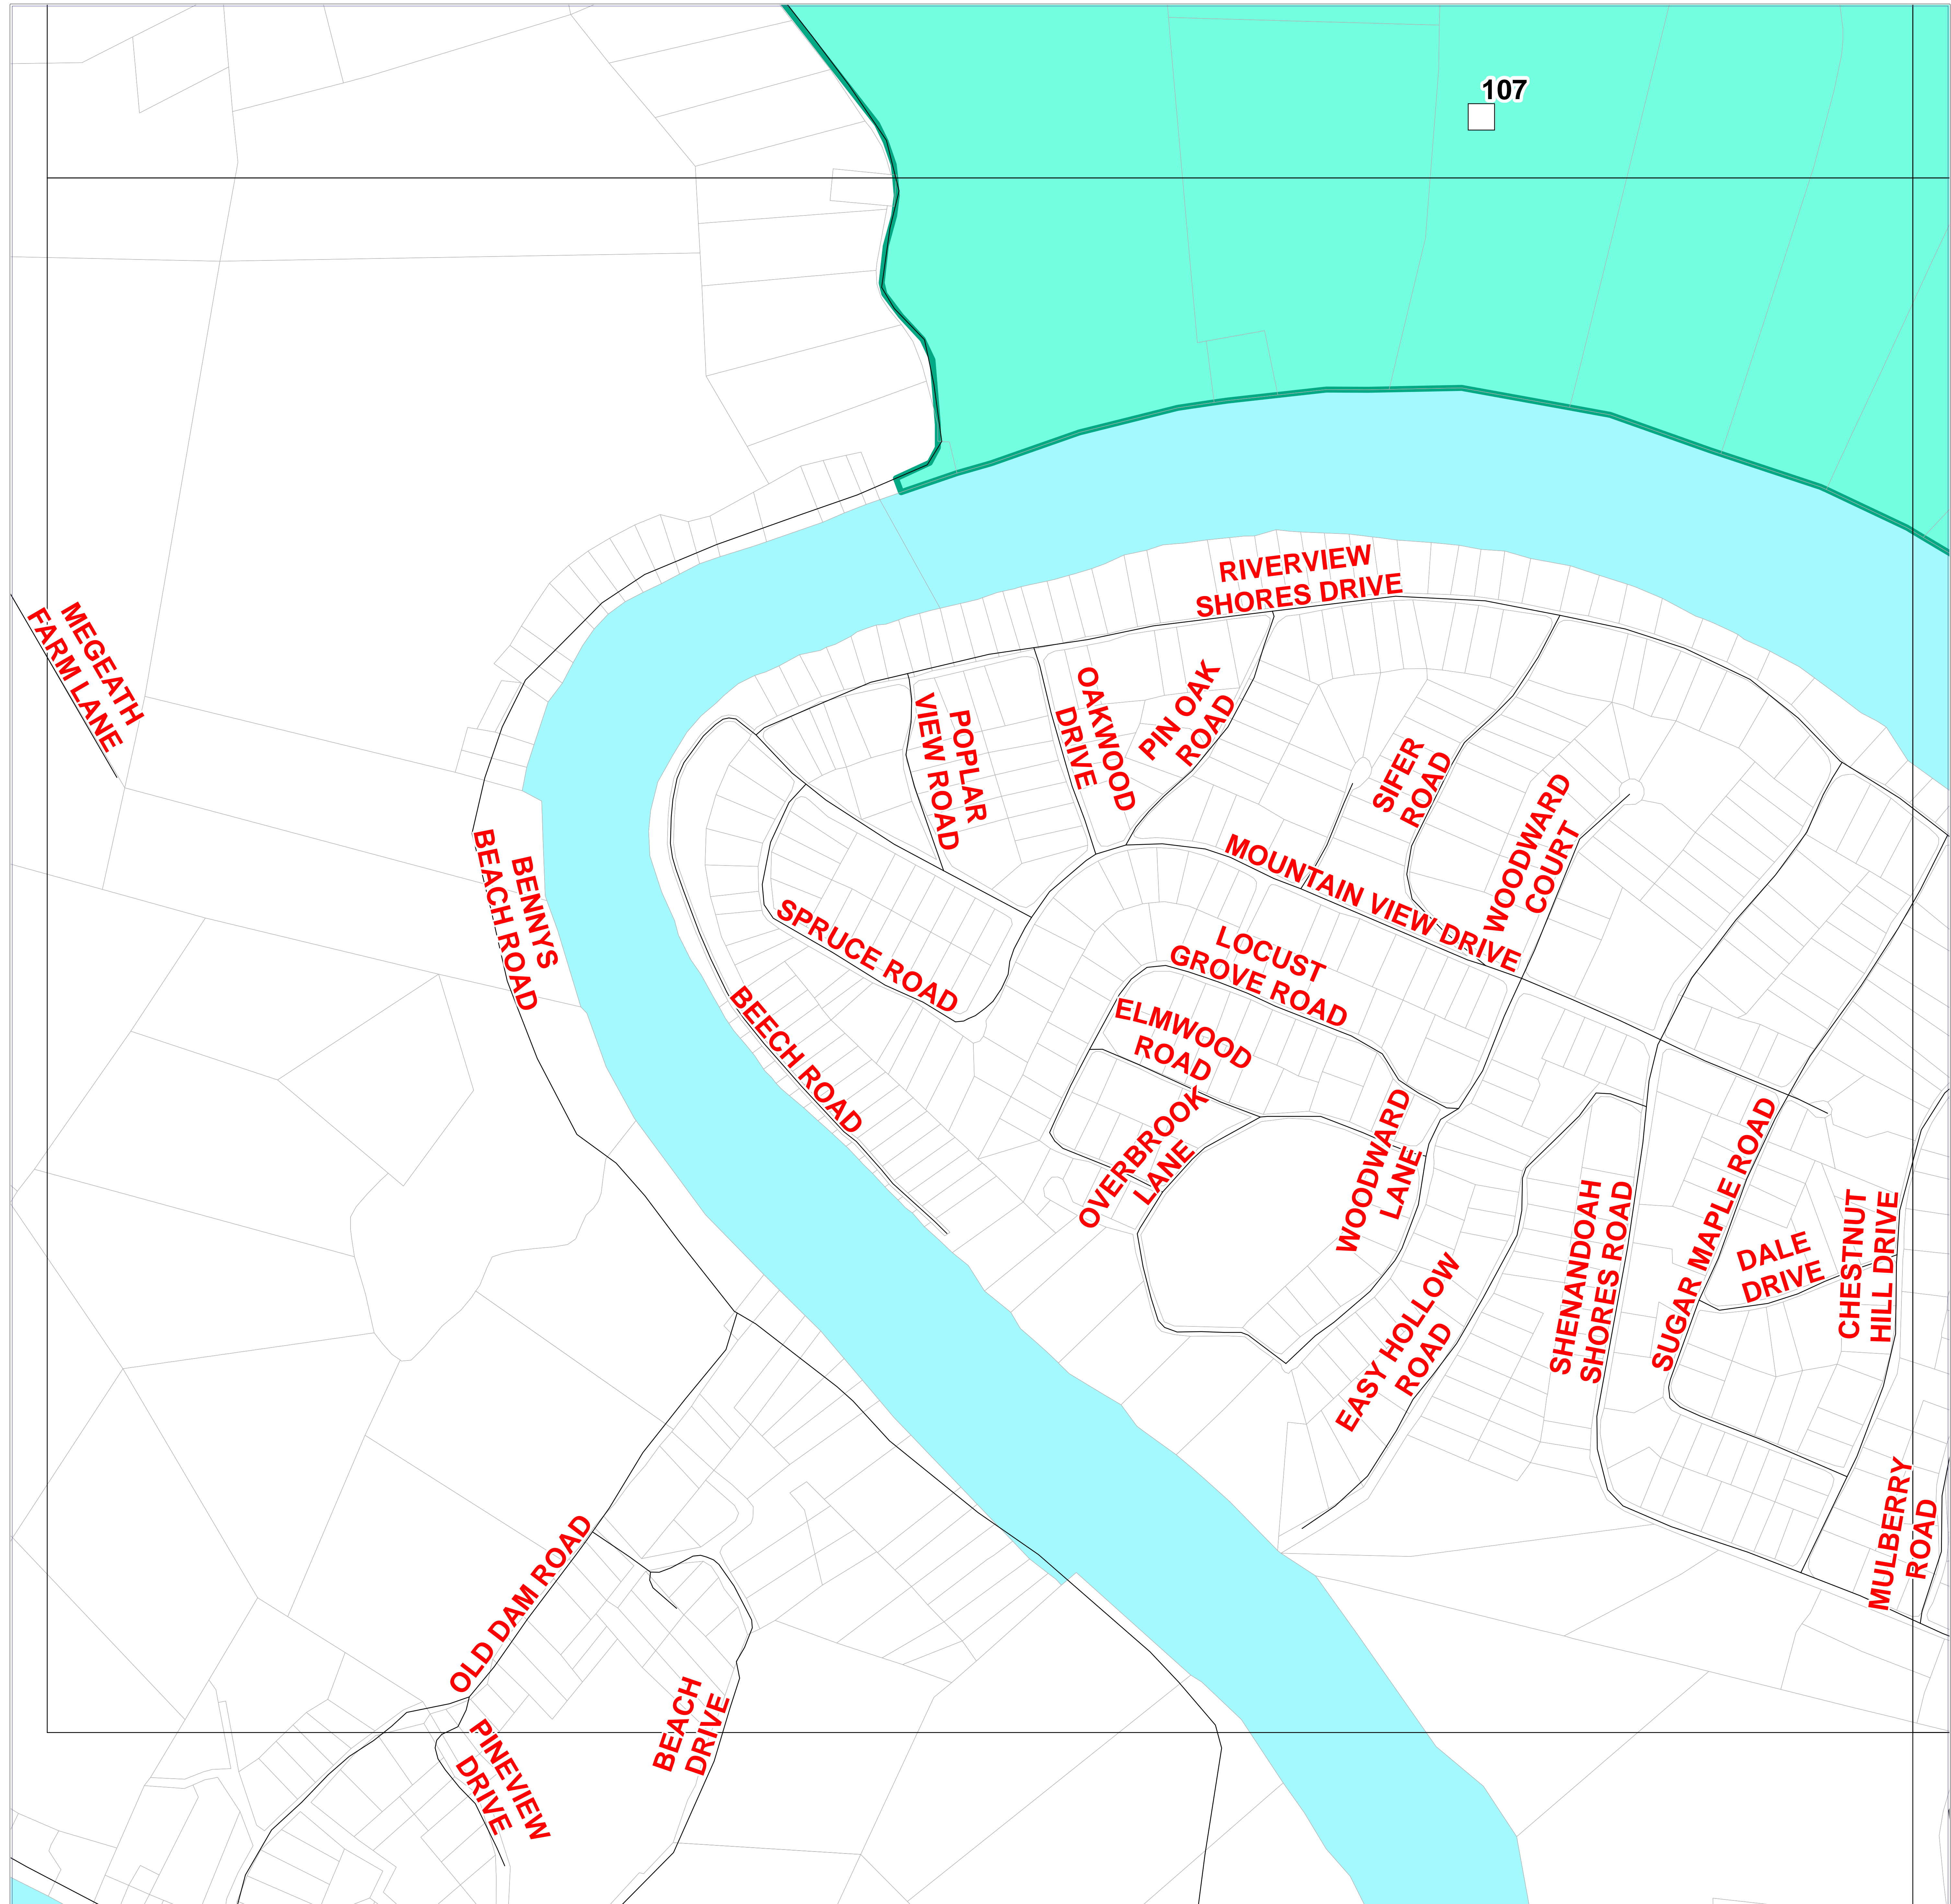 107
RIVERVIEW
SHORES DRIVE
MEGEATH
FARM LANE
POPLAR
VIEW ROAD
OAKWOOD
DRIVE
PIN OAK
ROAD
SIFER
ROAD
WOODWARD
COURT
MOUNTAIN VIEW DRIVE
BENNYS
BEACH ROAD
SPRUCE ROAD
LOCUST
GROVE ROAD
BEECH ROAD
ELMWOOD
ROAD
OVERBROOK
LANE
WOODWARD
LANE
EASY HOLLOW
ROAD
SHENANDOAH
SHORES ROAD
SUGAR MAPLE ROAD
DALE
DRIVE
CHESTNUT
HILL DRIVE
MULBERRY
ROAD
OLD DAM ROAD
BEACH
DRIVE
PINEVIEW
DRIVE